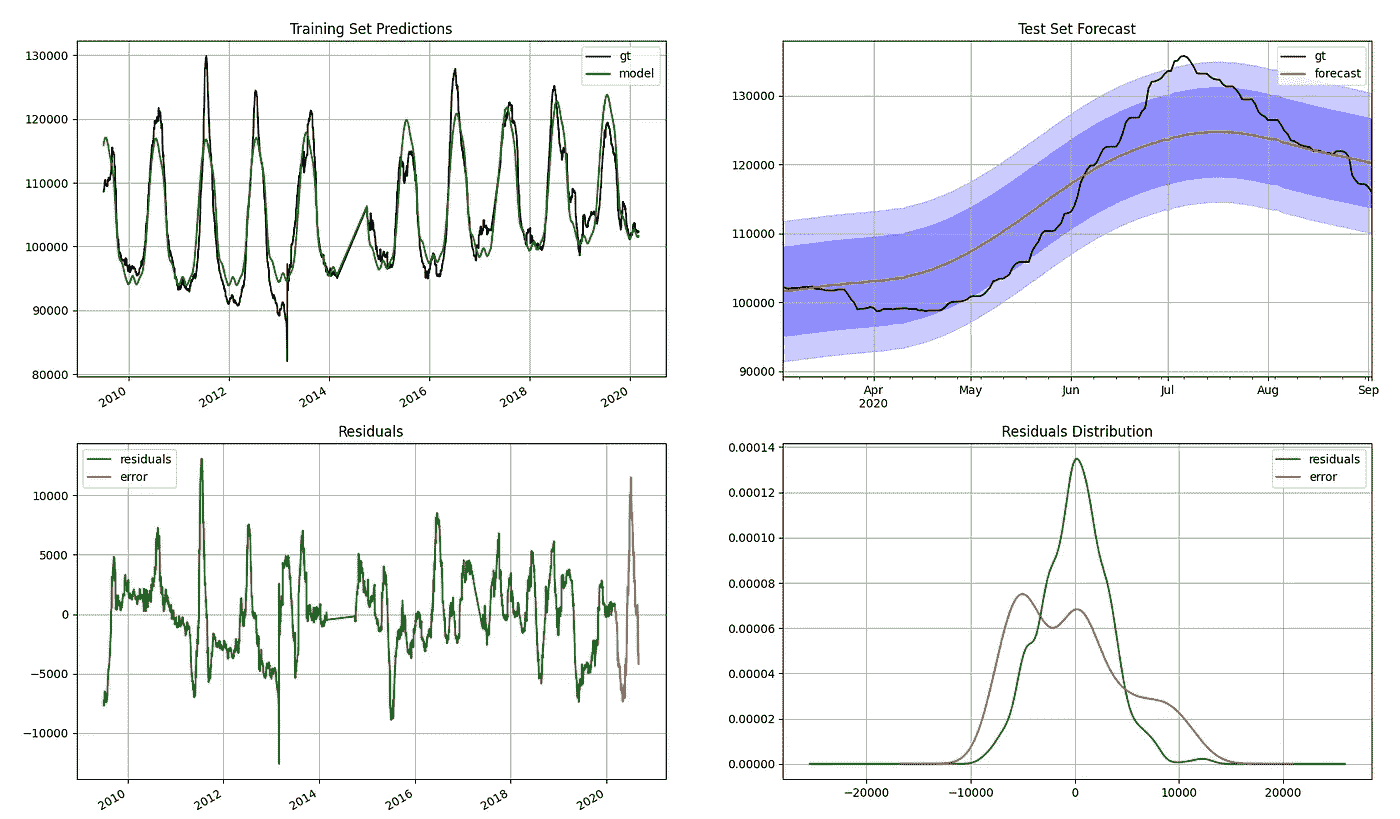 Training Set Predictions
130000
120000
110000
100000
90000
80000
gt
model
2010
2012
2014
2016
2018
2020
Test Set Forecast
130000
120000
110000
100000
90000
gt
forecast
Apr
2020
May
Jun
Jul
Aug
Sep
Residuals
10000
5000
0
−5000
−10000
residuals
error
2010
2012
2014
2016
2018
2020
Residuals Distribution
0.00014
0.00012
0.00010
0.00008
0.00006
0.00004
0.00002
0.00000
residuals
error
−20000
−10000
0
10000
20000